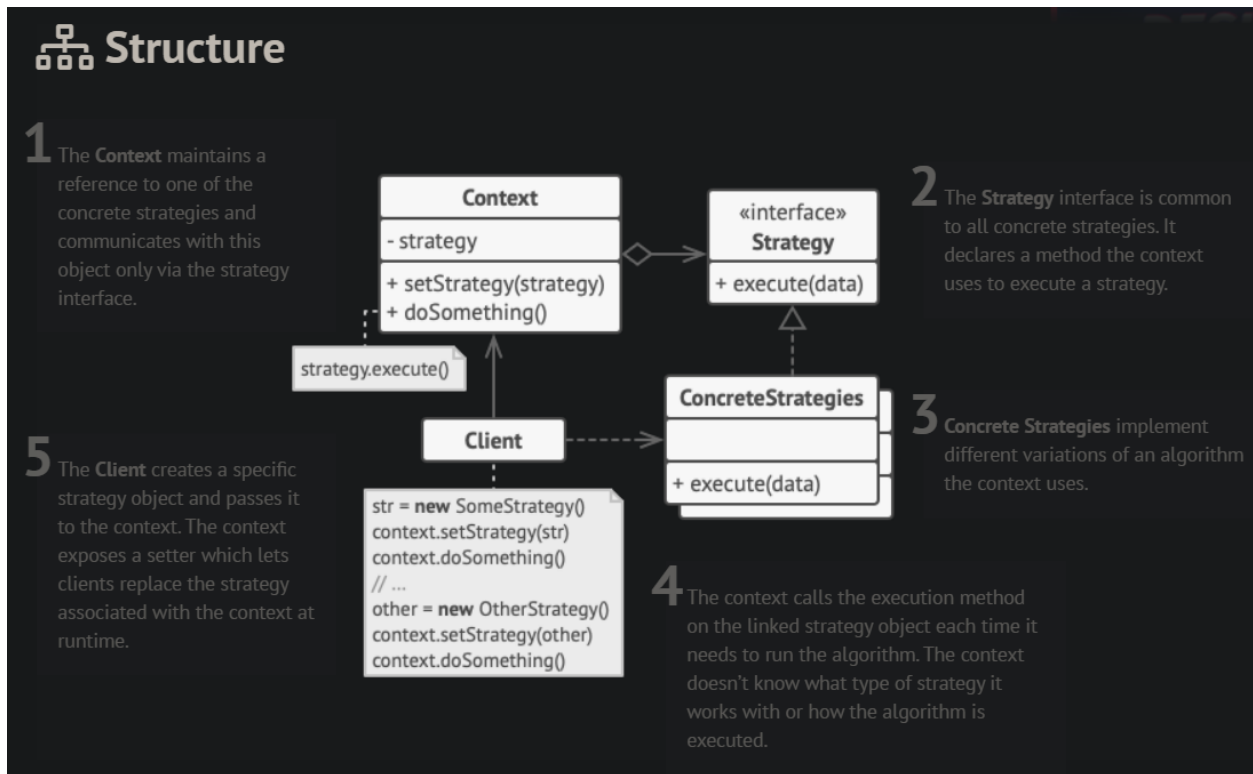 Structure
1
The Context maintains a
reference to one of the
concrete strategies and
communicates with this
object only via the strategy
interface.
Context
- strategy
+ setStrategy(strategy)
+ doSomething()
strategy.execute()
«interface»
Strategy
+ execute(data)
2
The Strategy interface is common
to all concrete strategies. It
declares a method the context
uses to execute a strategy.
ConcreteStrategies
+ execute(data)
3
Concrete Strategies implement
different variations of an algorithm
the context uses.
Client
str = new SomeStrategy()
context.setStrategy(str)
context.doSomething()
// ...
other = new OtherStrategy()
context.setStrategy(other)
context.doSomething()
4
The context calls the execution method
on the linked strategy object each time it
needs to run the algorithm. The context
doesn't know what type of strategy it
works with or how the algorithm is
executed.
5
The Client creates a specific
strategy object and passes it
to the context. The context
exposes a setter which lets
clients replace the strategy
associated with the context at
runtime.